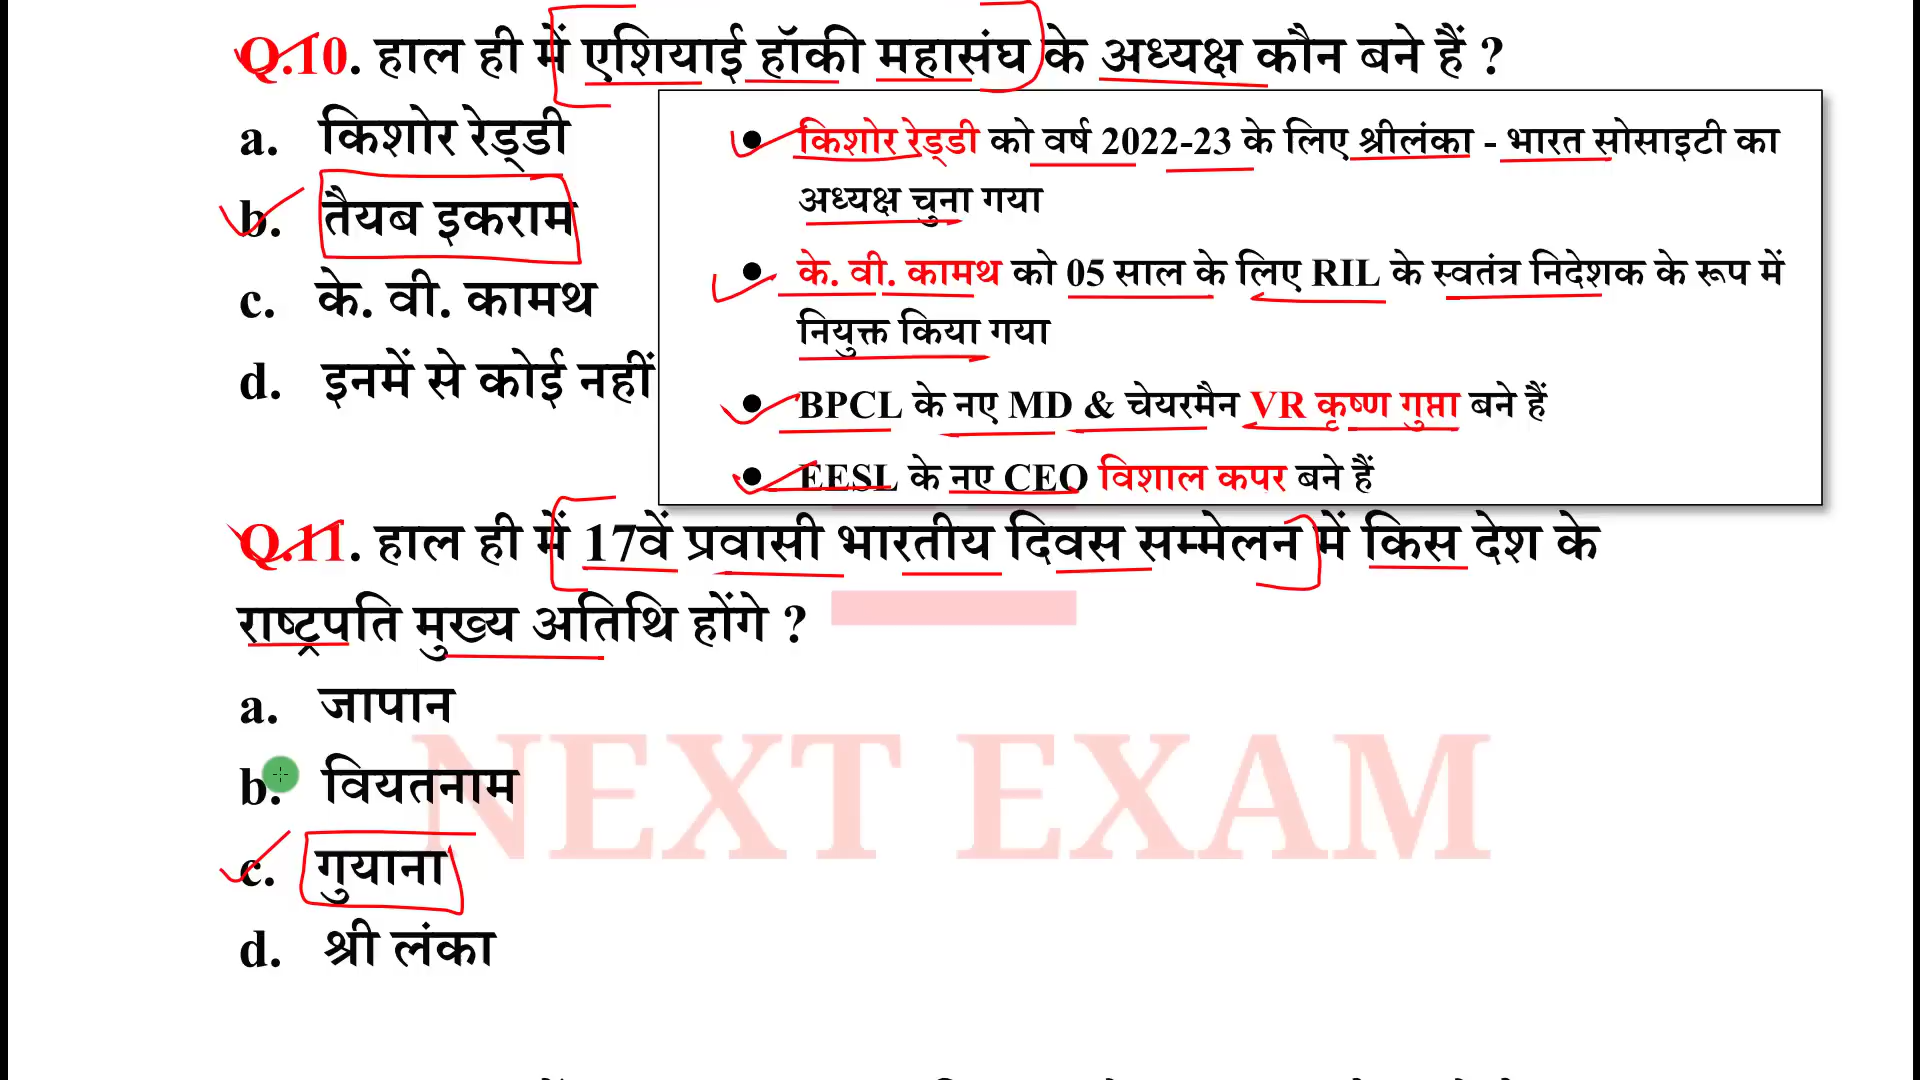 Q.10. हाल ही में एशियाई हॉकी महासंघ के अध्यक्ष कौन बने हैं ?
a. किशोर रेड्डी
b. तैयब इकराम
c. के. वी. कामथ
d. इनमें से कोई नहीं
● किशोर रेड्डी को वर्ष 2022-23 के लिए श्रीलंका - भारत सोसाइटी का
अध्यक्ष चुना गया
● के. वी. कामथ को 05 साल के लिए RIL के स्वतंत्र निदेशक के रूप में
नियुक्त किया गया
● BPCL के नए MD & चेयरमैन VR कृष्ण गुप्ता बने हैं
● EESL के नए CEO विशाल कपर बने हैं
Q.11. हाल ही में 17वें प्रवासी भारतीय दिवस सम्मेलन में किस देश के
राष्ट्रपति मुख्य अतिथि होंगे ?
a. जापान
b. वियतनाम
c. गुयाना
d. श्री लंका
NEXT EXAM